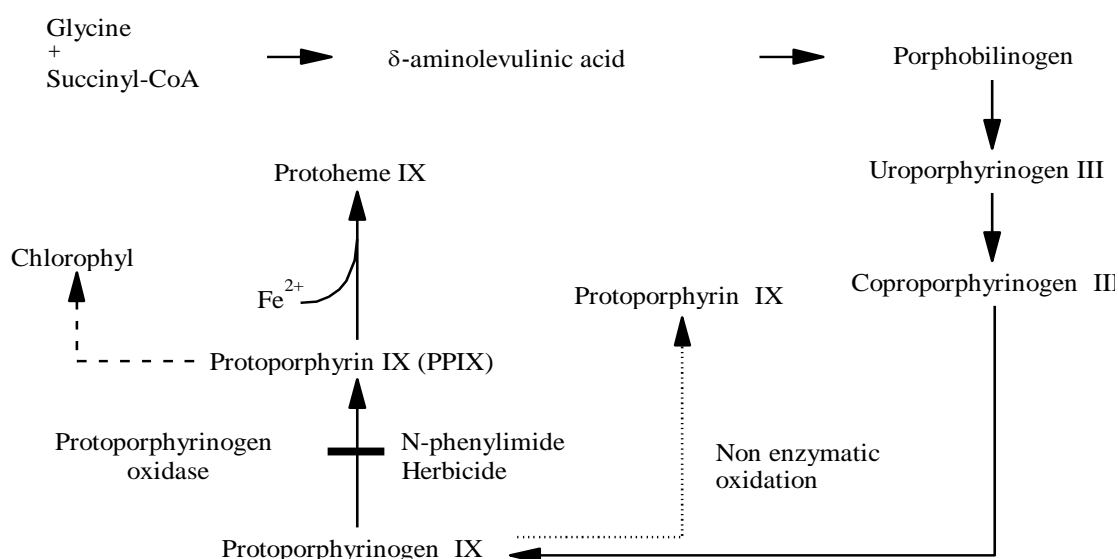 Glycine
+
Succinyl-CoA
δ-aminolevulinic acid
Porphobilinogen
Uroporphyrinogen III
Protoheme IX
Chlorophyl
Fe2+
Protoporphyrin IX
Coproporphyrinogen III
Protoporphyrin IX (PPIX)
Protoporphyrinogen
oxidase
N-phenylimide
Herbicide
Non enzymatic
oxidation
Protoporphyrinogen IX